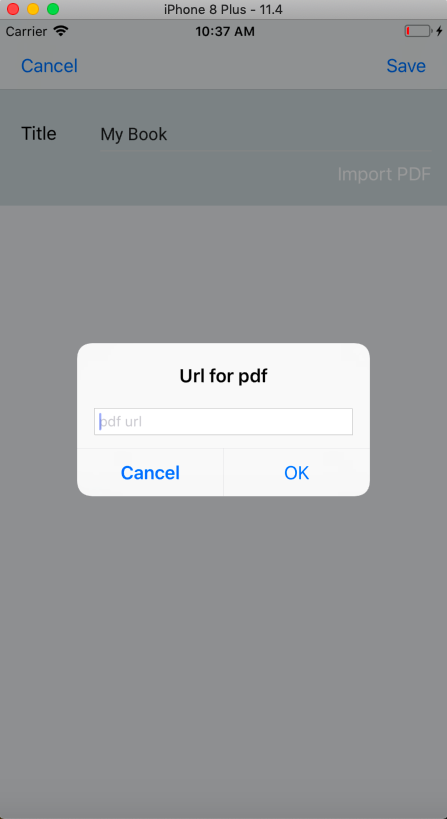 iPhone 8 Plus - 11.4
Carrier 10:37 AM
Cancel Save
Title My Book
Import PDF
Url for pdf
pdf url
Cancel OK